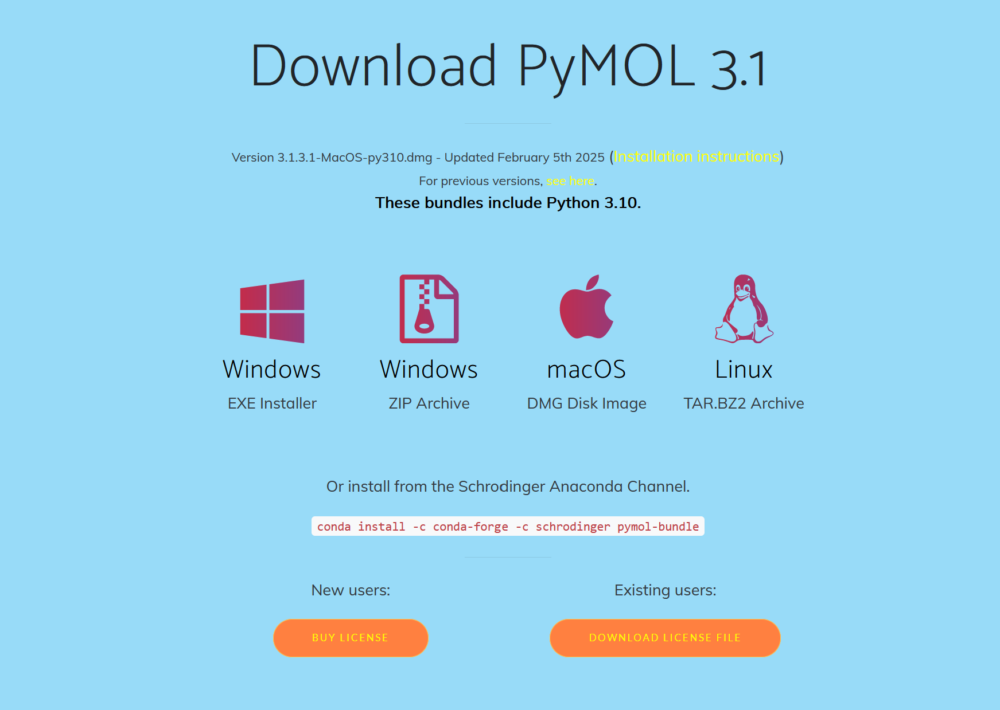 Download PyMOL 3.1
Version 3.1.3.1-MacOS-py310.dmg - Updated February 5th 2025 (Installation instructions)
For previous versions, see here.
These bundles include Python 3.10.
Windows
EXE Installer
Windows
ZIP Archive
macOS
DMG Disk Image
Linux
TAR.BZ2 Archive
Or install from the Schrodinger Anaconda Channel.
conda install -c conda-forge -c schrodinger pymol-bundle
New users:
BUY LICENSE
Existing users:
DOWNLOAD LICENSE FILE